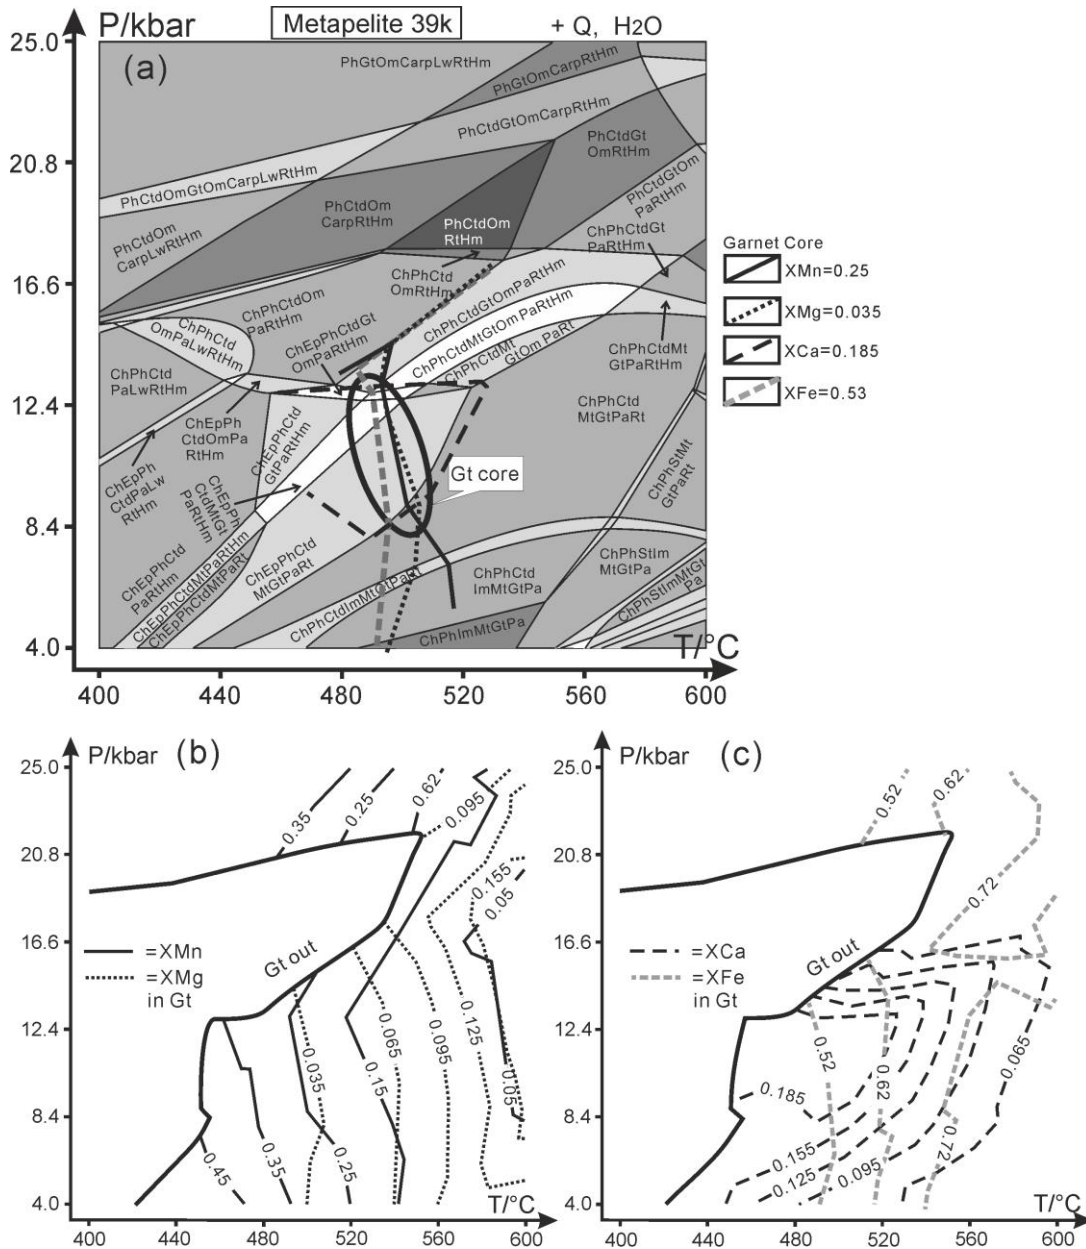 P/kbar
Metapelite 39k
+ Q, H2O
25.0
20.8
16.6
12.4
8.4
4.0
(a)
PhGtOmCarpLwRtHm
PhGtOmCarpRtHm
PhCtdGtOmCarpRtHm
PhCtdOmGtOmCarpLwRtHm
PhCtdGt
OmRtHm
PhCtdOm
CarpRtHm
PhCtdOm
RtHm
PhCtdGtOm
PaRtHm
PhCtdOm
CarpLwRtHm
ChPhCtdGt
PaRtHm
ChPhCtd
OmRtHm
ChPhCtdOm
PaRtHm
ChPhCtdGtOmPaRtHm
ChPhCtd
OmPaLwRtHm
ChEpPhCtdGt
OmPaRtHm
ChPhCtdMtGtOm PaRtHm
ChPhCtdMt
GtOm PaRt
ChPhCtdMt
GtPaRtHm
ChPhCtd
PaLwRtHm
ChPhCtd
MtGtPaRt
ChEpPh
CtdOmPa
RtHm
ChEpPhCtd
GtPaRtHm
ChEpPh
CtdPaLw
RtHm
ChEpPh
CtdMtGt
PaRtHm
Gt core
ChPhStMt
GtPaRt
ChEpPhCtd
PaRtHm
ChEpPhCtdMtPaRtHm
ChEpPhCtdMtPaRt
ChEpPhCtd
MtGtPaRt
ChPhCtdImMtGtPaRt
ChPhCtd
ImMtGtPa
ChPhStIm
MtGtPa
ChPhStImMtGt
Pa
ChPhImMtGtPa
T/°C
400
440
480
520
560
600
Garnet Core
XMn=0.25
XMg=0.035
XCa=0.185
XFe=0.53
P/kbar
(b)
25.0
20.8
16.6
12.4
8.4
4.0
0.35
0.25
0.62
0.095
0.155
0.05
=XMn
=XMg
in Gt
Gt out
0.035
0.065
0.095
0.125
0.15
0.05
0.45
0.35
0.25
T/°C
400
440
480
520
560
600
P/kbar
(c)
25.0
20.8
16.6
12.4
8.4
4.0
0.52
0.62
0.72
=XCa
=XFe
in Gt
Gt out
0.52
0.62
0.065
0.185
0.155
0.125
0.095
0.72
T/°C
400
440
480
520
560
600